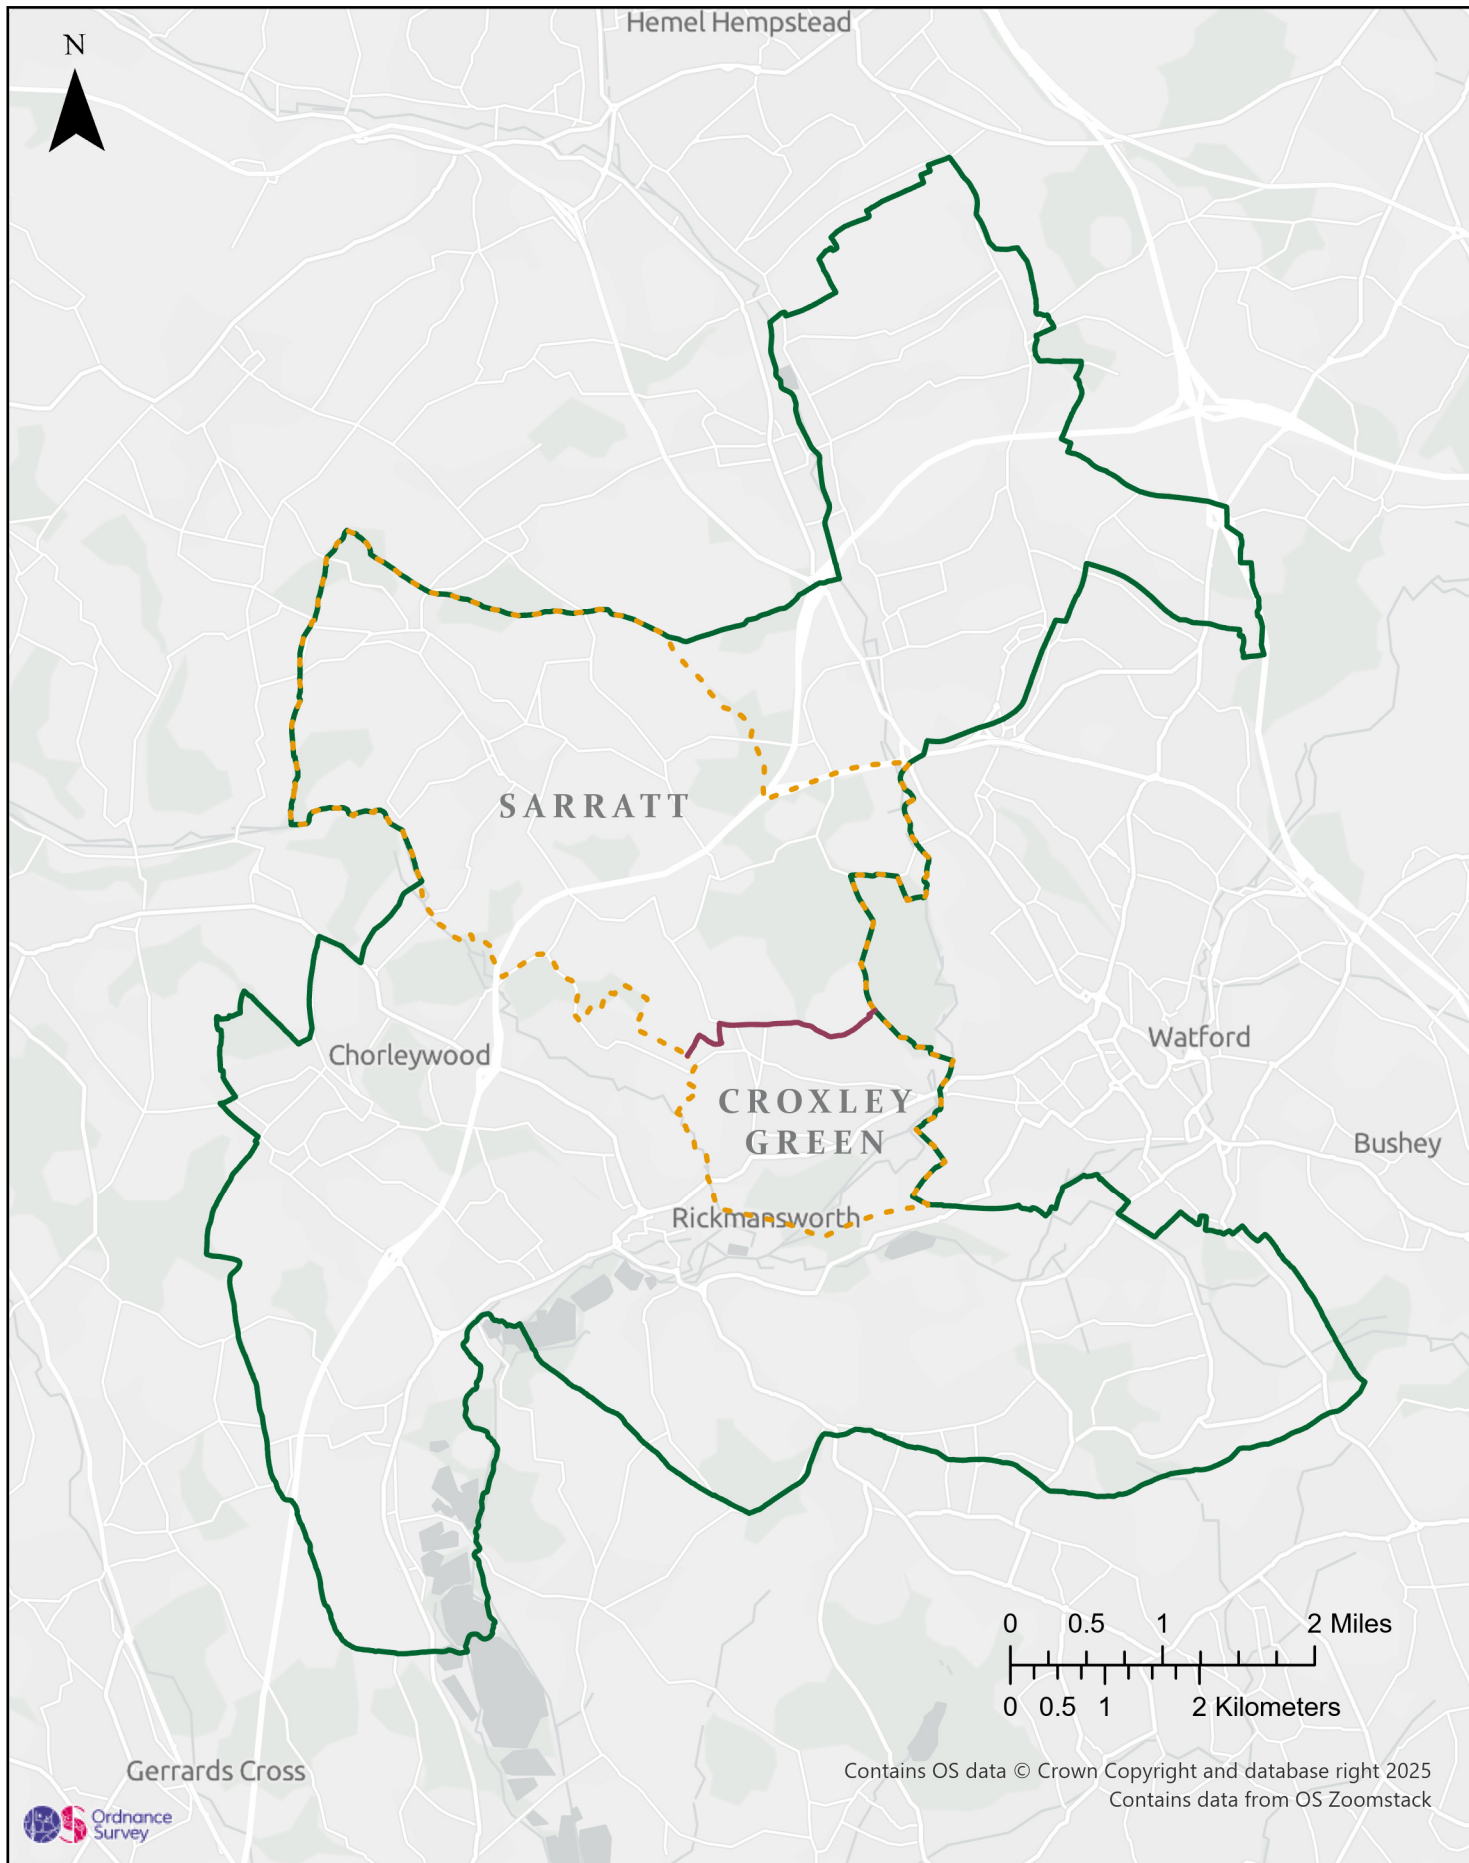 Hemel Hempstead
N
SARRATT
Chorleywood
Watford
CROXLEY
GREEN
Bushey
Rickmansworth
0 0.5 1 2 Miles
0 0.5 1 2 Kilometers
Gerrards Cross
Contains OS data © Crown Copyright and database right 2025
Contains data from OS Zoomstack
OS
Ordnance
Survey